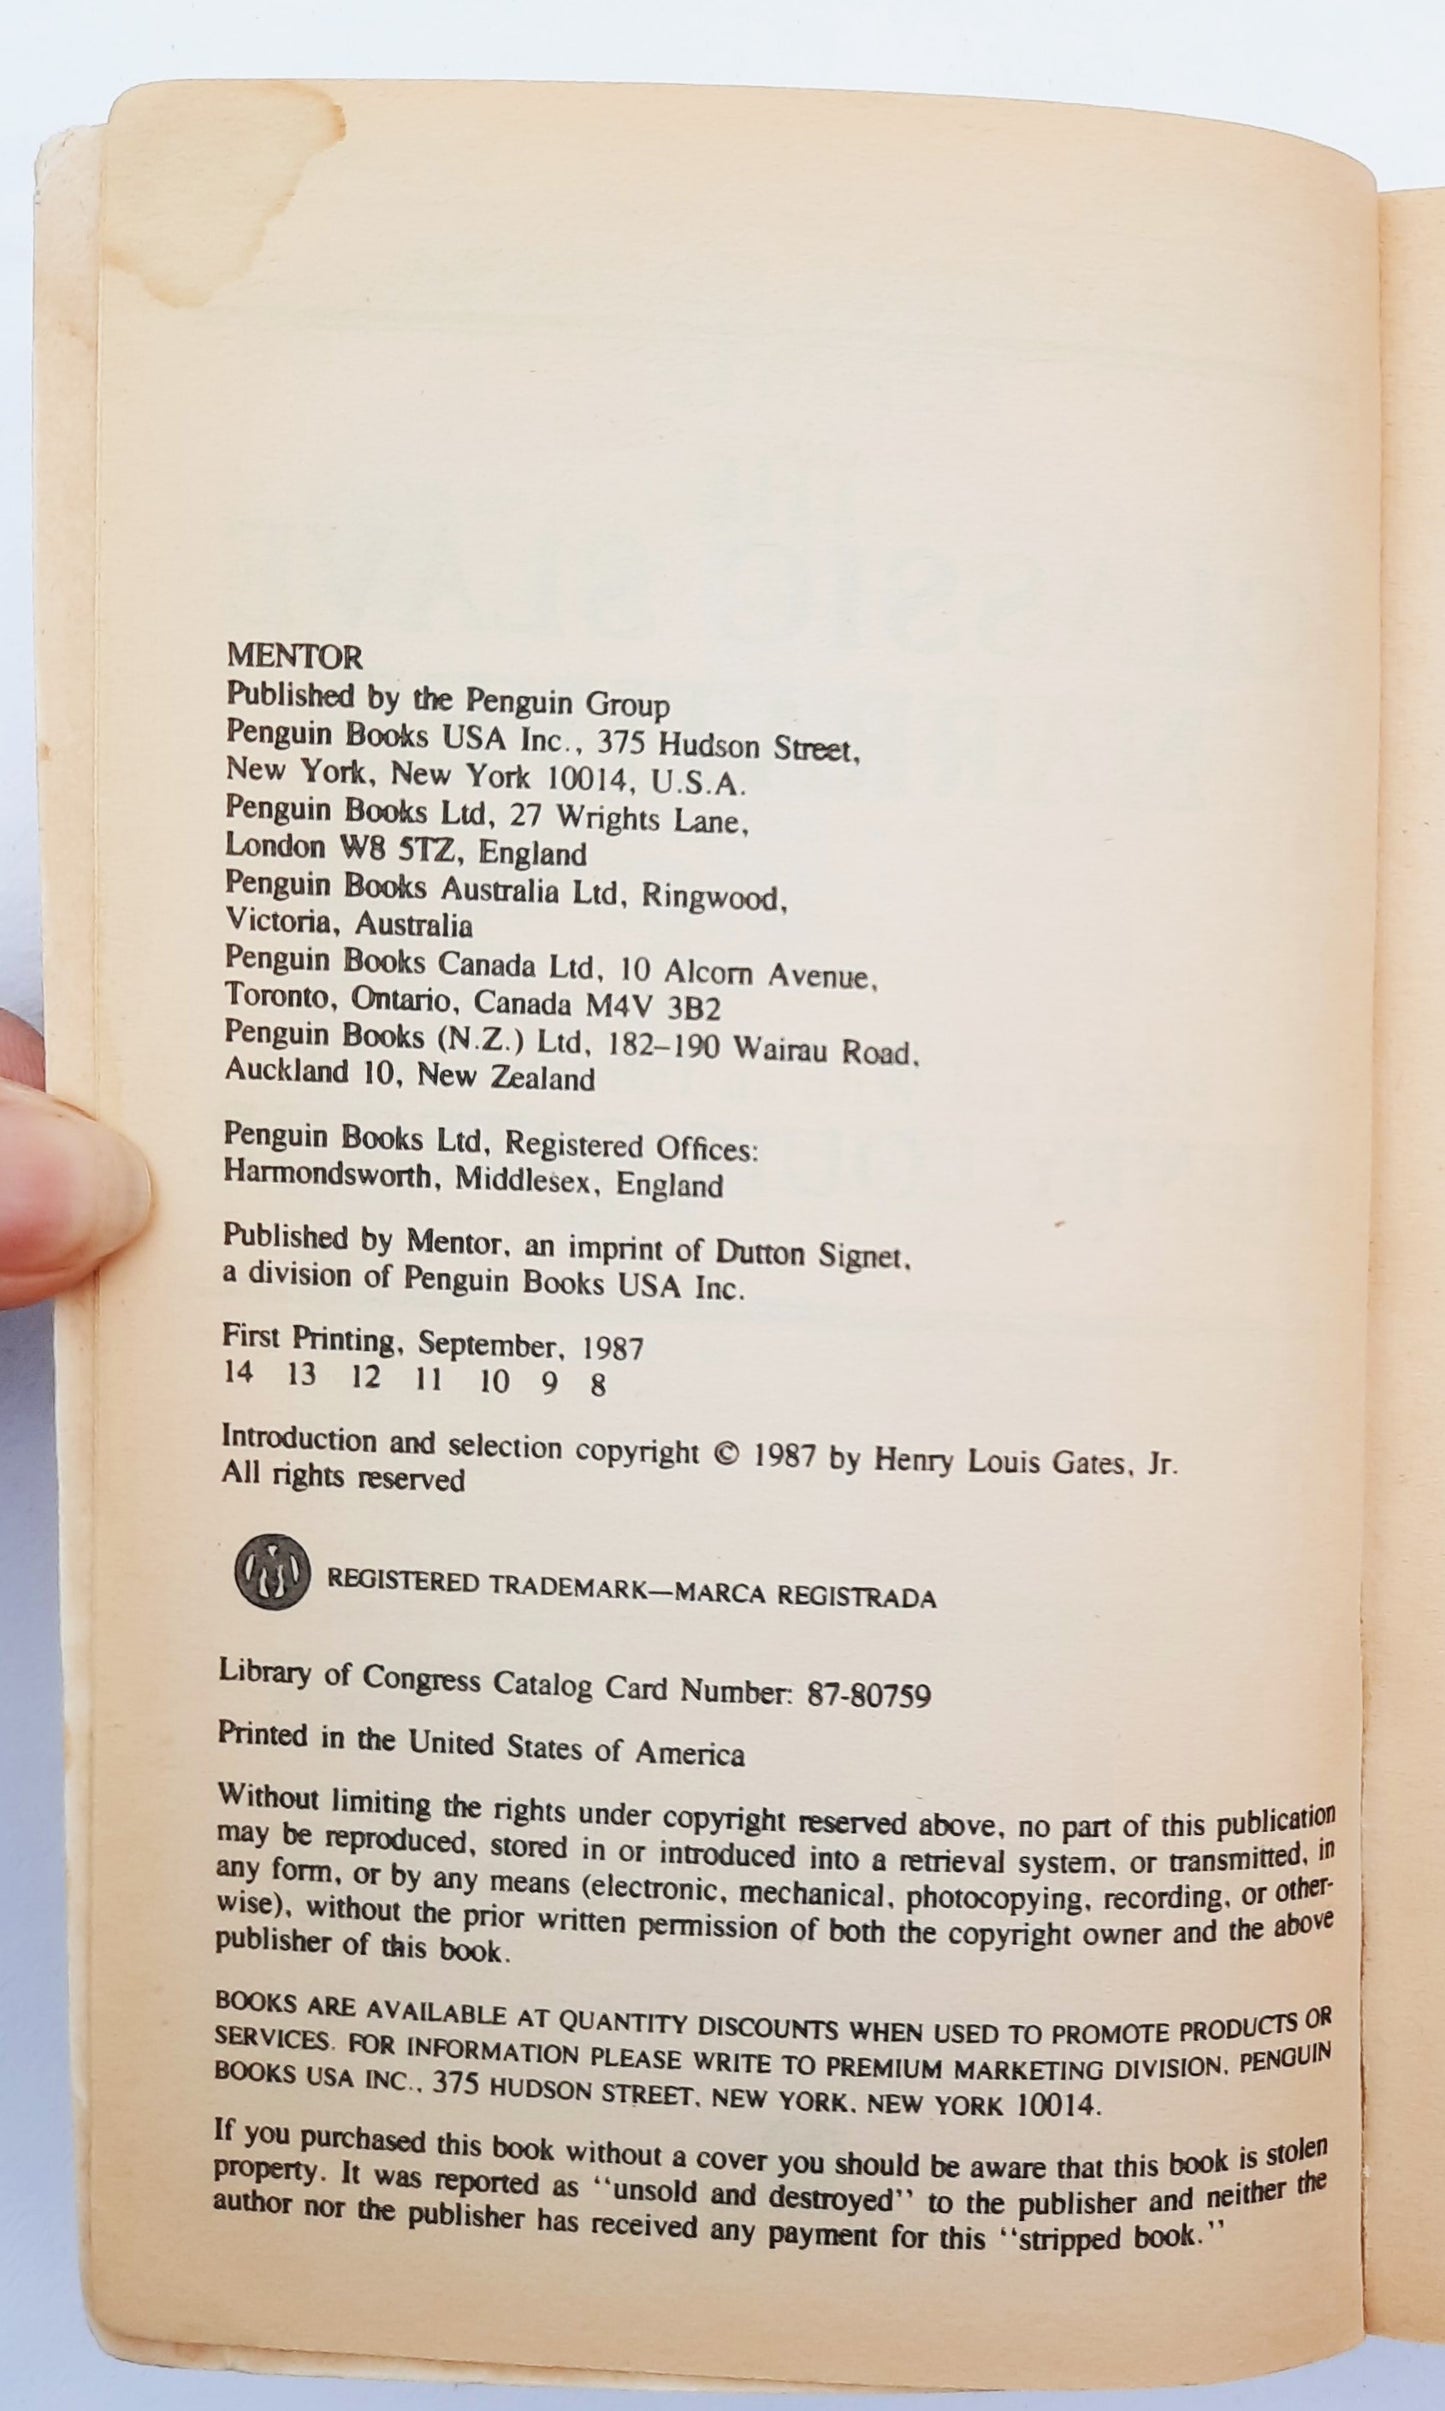 MENTOR
Published by the Penguin Group
Penguin Books USA Inc., 375 Hudson Street,
New York, New York 10014, U.S.A.
Penguin Books Ltd, 27 Wrights Lane,
London W8 5TZ, England
Penguin Books Australia Ltd, Ringwood,
Victoria, Australia
Penguin Books Canada Ltd, 10 Alcorn Avenue,
Toronto, Ontario, Canada M4V 3B2
Penguin Books (N.Z.) Ltd, 182–190 Wairau Road,
Auckland 10, New Zealand
Penguin Books Ltd, Registered Offices:
Harmondsworth, Middlesex, England
Published by Mentor, an imprint of Dutton Signet,
a division of Penguin Books USA Inc.
First Printing, September, 1987
14 13 12 11 10 9 8
Introduction and selection copyright © 1987 by Henry Louis Gates, Jr.
All rights reserved
REGISTERED TRADEMARK—MARCA REGISTRADA
Library of Congress Catalog Card Number: 87-80759
Printed in the United States of America
Without limiting the rights under copyright reserved above, no part of this publication
may be reproduced, stored in or introduced into a retrieval system, or transmitted, in
any form, or by any means (electronic, mechanical, photocopying, recording, or other-
wise), without the prior written permission of both the copyright owner and the above
publisher of this book.
BOOKS ARE AVAILABLE AT QUANTITY DISCOUNTS WHEN USED TO PROMOTE PRODUCTS OR
SERVICES. FOR INFORMATION PLEASE WRITE TO PREMIUM MARKETING DIVISION, PENGUIN
BOOKS USA INC., 375 HUDSON STREET, NEW YORK, NEW YORK 10014.
If you purchased this book without a cover you should be aware that this book is stolen
property. It was reported as ‘‘unsold and destroyed’’ to the publisher and neither the
author nor the publisher has received any payment for this ‘‘stripped book.’’